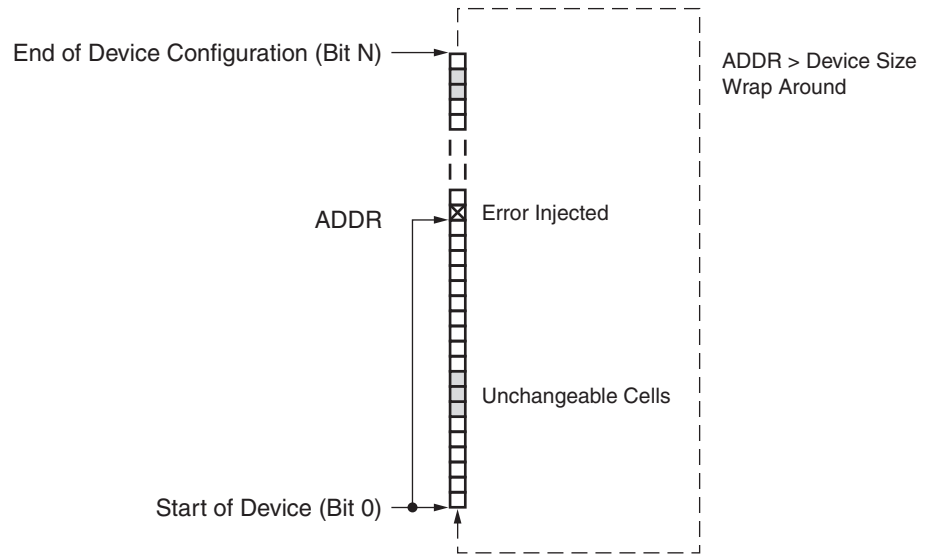 End of Device Configuration (Bit N)
ADDR > Device Size
Wrap Around
ADDR
Error Injected
Unchangeable Cells
Start of Device (Bit 0)